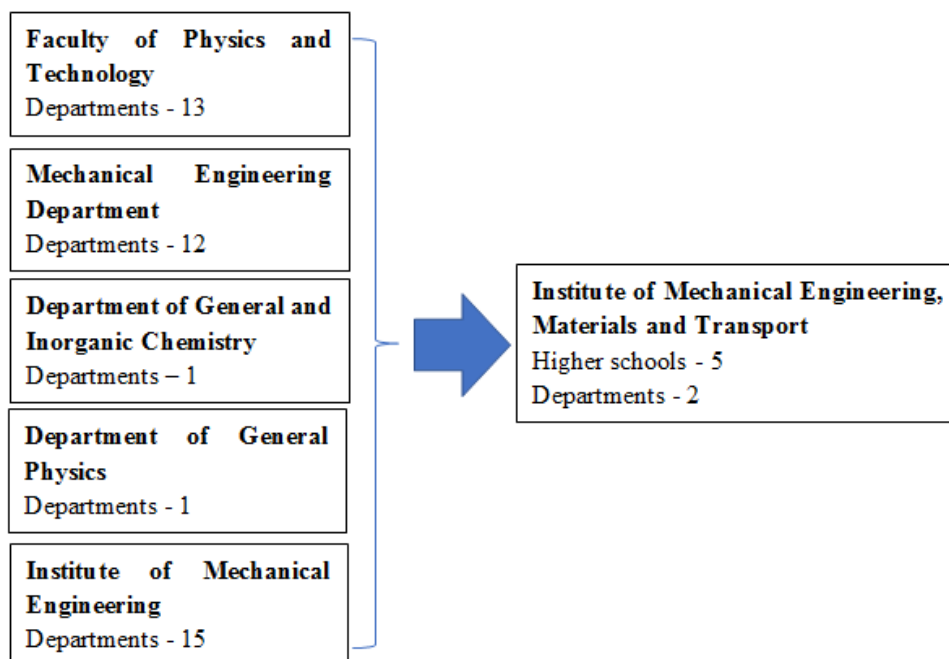 Faculty of Physics and
Technology
Departments - 13
Mechanical Engineering
Department
Departments - 12
Department of General and
Inorganic Chemistry
Departments – 1
Department of General
Physics
Departments - 1
Institute of Mechanical
Engineering
Departments - 15
Institute of Mechanical Engineering,
Materials and Transport
Higher schools - 5
Departments - 2